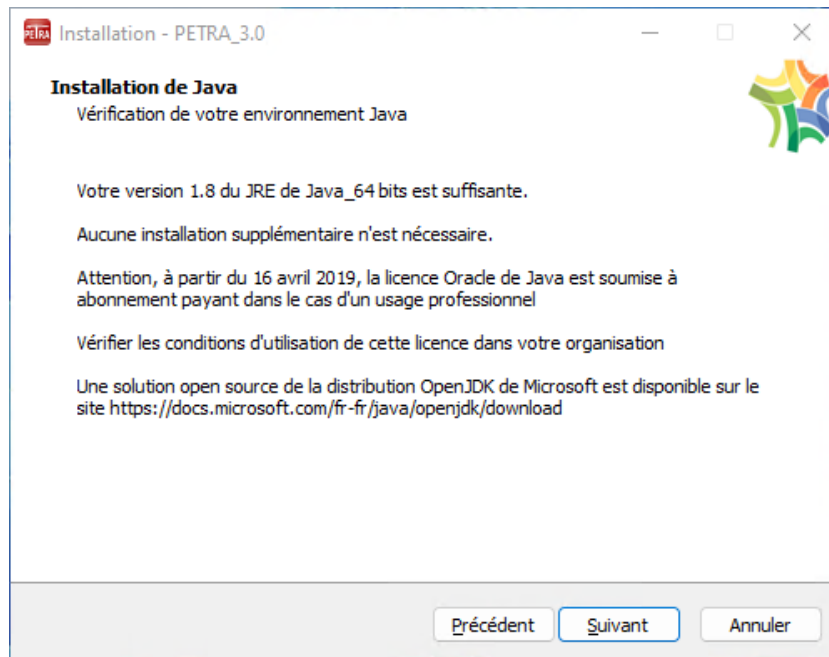 PETRA Installation - PETRA_3.0
Installation de Java
Vérification de votre environnement Java
Votre version 1.8 du JRE de Java_64 bits est suffisante.
Aucune installation supplémentaire n'est nécessaire.
Attention, à partir du 16 avril 2019, la licence Oracle de Java est soumise à
abonnement payant dans le cas d'un usage professionnel
Vérifier les conditions d'utilisation de cette licence dans votre organisation
Une solution open source de la distribution OpenJDK de Microsoft est disponible sur le
site https://docs.microsoft.com/fr-fr/java/openjdk/download
Précédent Suivant Annuler